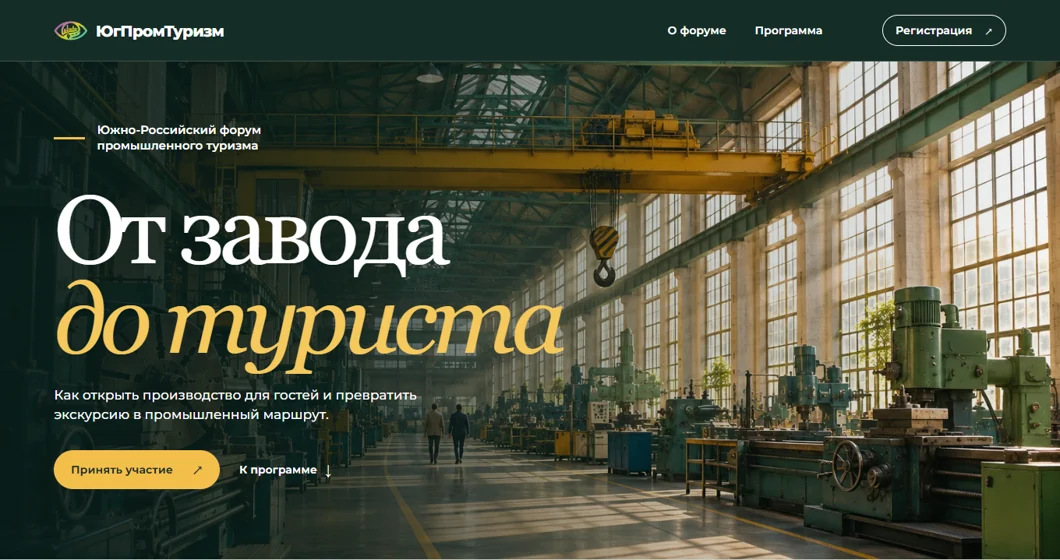 ЮгПромТуризм
О форуме
Программа
Регистрация ↗
Южно-Российский форум
промышленного туризма
От завода
до туриста
Как открыть производство для гостей и превратить
экскурсию в промышленный маршрут.
Принять участие ↗
К программе ↓